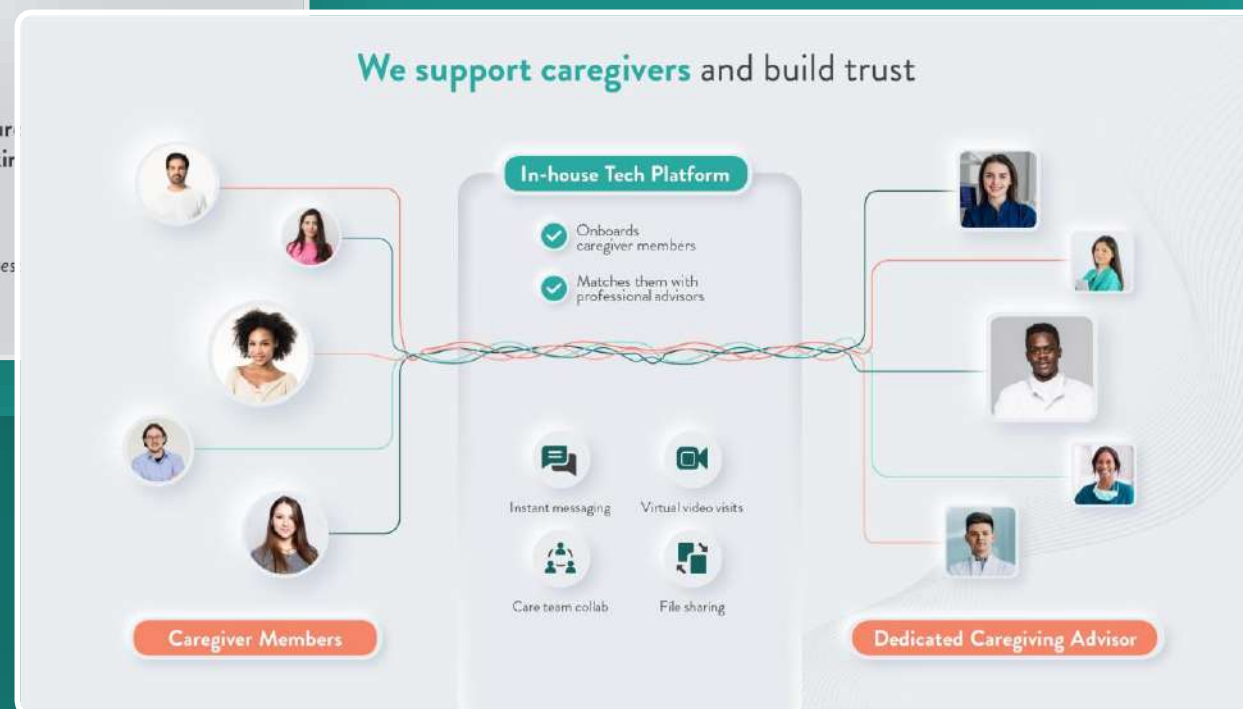 We support caregivers and build trust
In-house Tech Platform
Onboards
caregiver members
Matches them with
professional advisors
Instant messaging
Virtual video visits
Care team collab
File sharing
Caregiver Members
Dedicated Caregiving Advisor